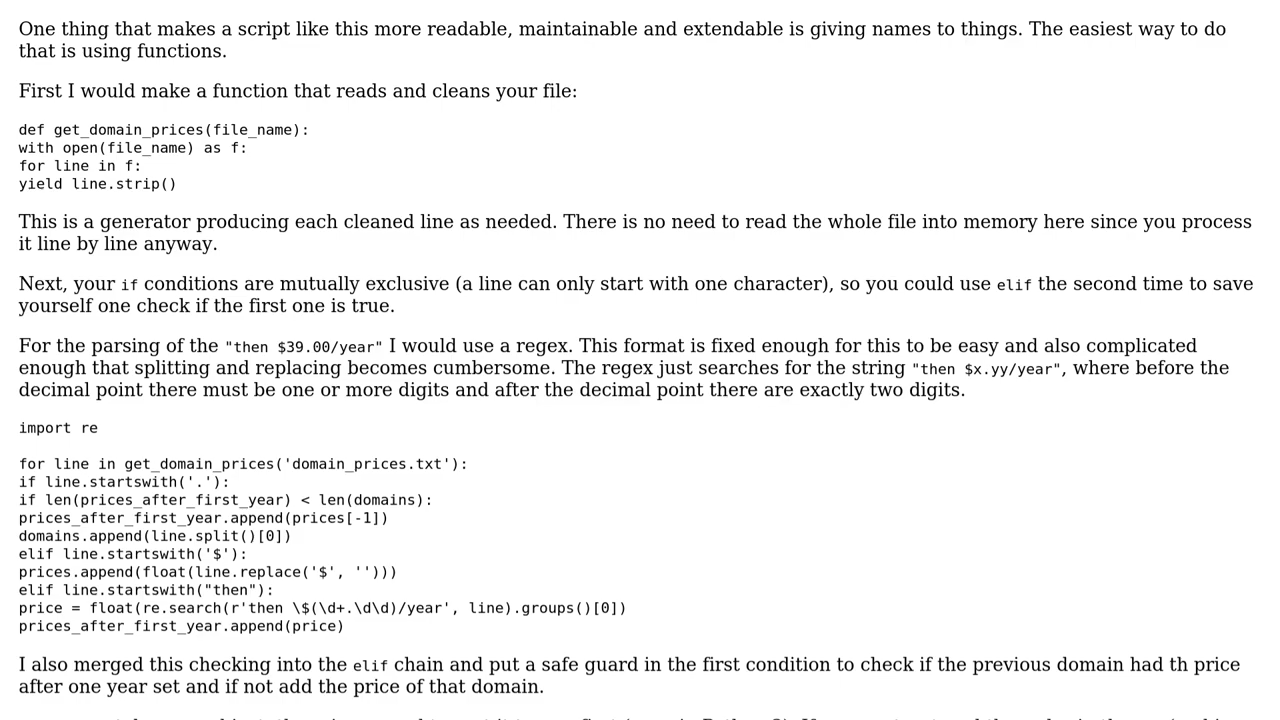 One thing that makes a script like this more readable, maintainable and extendable is giving names to things. The easiest way to do
that is using functions.
First I would make a function that reads and cleans your file:
def get_domain_prices(file_name):
with open(file_name) as f:
for line in f:
yield line.strip()
This is a generator producing each cleaned line as needed. There is no need to read the whole file into memory here since you process
it line by line anyway.
Next, your if conditions are mutually exclusive (a line can only start with one character), so you could use elif the second time to save
yourself one check if the first one is true.
For the parsing of the "then $39.00/year" I would use a regex. This format is fixed enough for this to be easy and also complicated
enough that splitting and replacing becomes cumbersome. The regex just searches for the string "then $x.yy/year", where before the
decimal point there must be one or more digits and after the decimal point there are exactly two digits.
import re
for line in get_domain_prices('domain_prices.txt'):
if line.startswith('.'):
if len(prices_after_first_year) < len(domains):
prices_after_first_year.append(prices[-1])
domains.append(line.split()[0])
elif line.startswith('$'):
prices.append(float(line.replace('$', '')))
elif line.startswith("then"):
price = float(re.search(r'then \$(\d+.\d\d)/year', line).groups()[0])
prices_after_first_year.append(price)
I also merged this checking into the elif chain and put a safe guard in the first condition to check if the previous domain had th price
after one year set and if not add the price of that domain.